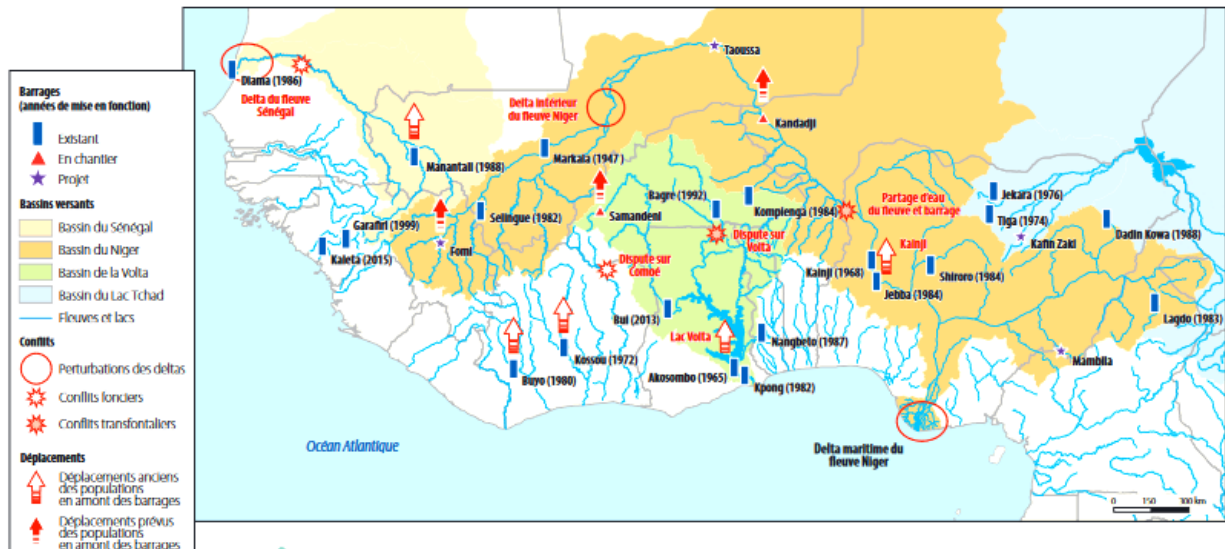 Barrages
(années de mise en fonction)
Existant
En chantier
Projet
Bassins versants
Bassin du Sénégal
Bassin du Niger
Bassin de la Volta
Bassin du Lac Tchad
Fleuves et lacs
Conflits
Perturbations des deltas
Conflits fonciers
Conflits transfontaliers
Déplacements
Déplacements anciens
des populations
en amont des barrages
Déplacements prévus
des populations
en amont des barrages
Diama (1986)
Delta du fleuve
Sénégal
Manantali (1988)
Delta intérieur
du fleuve Niger
Markala (1947 )
Taoussa
Kandadji
Garafiri (1999)
Kaleta (2015)
Fomi
Selingue (1982)
Samandeni
Bagre (1992)
Kompienga (1984)
Dispute sur
Volta
Dispute sur
Combé
Partage d'eau
du fleuve et barrage
Jekara (1976)
Tiga (1974)
Kafin Zaki
Dadin Kowa (1988)
Kainji
Kainji (1968)
Shiroro (1984)
Jebba (1984)
Lagdo (1983)
Mambila
Bui (2013)
Lac Volta
Nangbeto (1987)
Kossou (1972)
Buyo (1980)
Akosombo (1965)
Kpong (1982)
Océan Atlantique
Delta maritime du
fleuve Niger
0 150 300 km